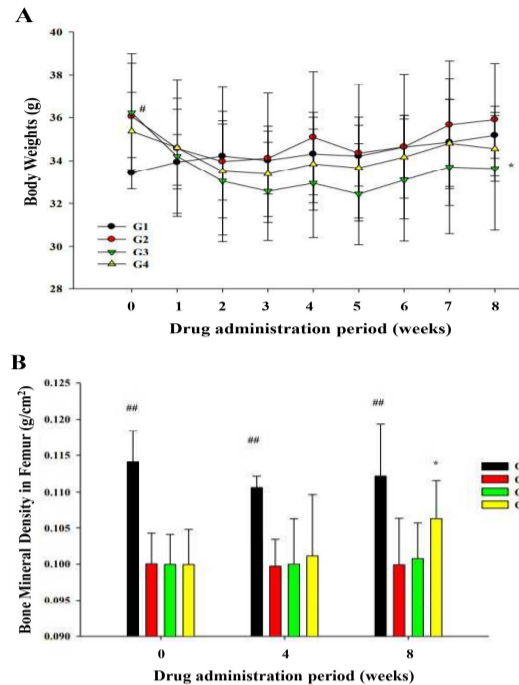 A
Body Weights (g)
40
38
36
34
32
30
28
#
*
G1
G2
G3
G4
0 1 2 3 4 5 6 7 8
Drug administration period (weeks)
B
Bone Mineral Density in Femur (g/cm²)
0.125
0.120
0.115
0.110
0.105
0.100
0.095
0.090
## ## ##
*
0 4 8
Drug administration period (weeks)